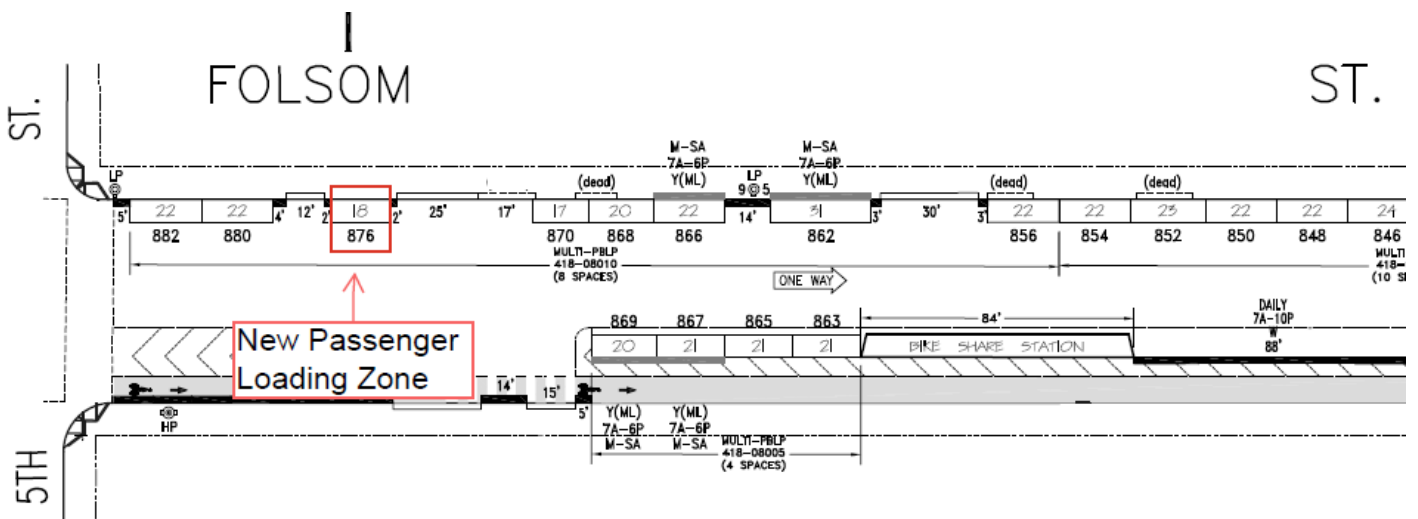 FOLSOM ST.
ST.
M-SA M-SA
7A-6P 7A-6P
LP Y(ML) LP Y(ML)
(dead) 9 5 (dead) (dead)
5' 22 22 4' 12' 2' 18 2' 25' 17' 17 20 22 14' 31 3' 30' 3' 22 22 23 22 22 24
882 880 876 870 868 866 862 856 854 852 850 848 846
MULTI-PBLP MULTI
418-08010 418-
(8 SPACES) (10 SP
ONE WAY
New Passenger
Loading Zone
869 867 865 863 84' DAILY
7A-10P
W
88'
20 21 21 21 BIKE SHARE STATION
14' 15' 5'
HP
Y(ML) Y(ML)
7A-6P 7A-6P
M-SA M-SA
MULTI-PBLP
418-08005
(4 SPACES)
5TH